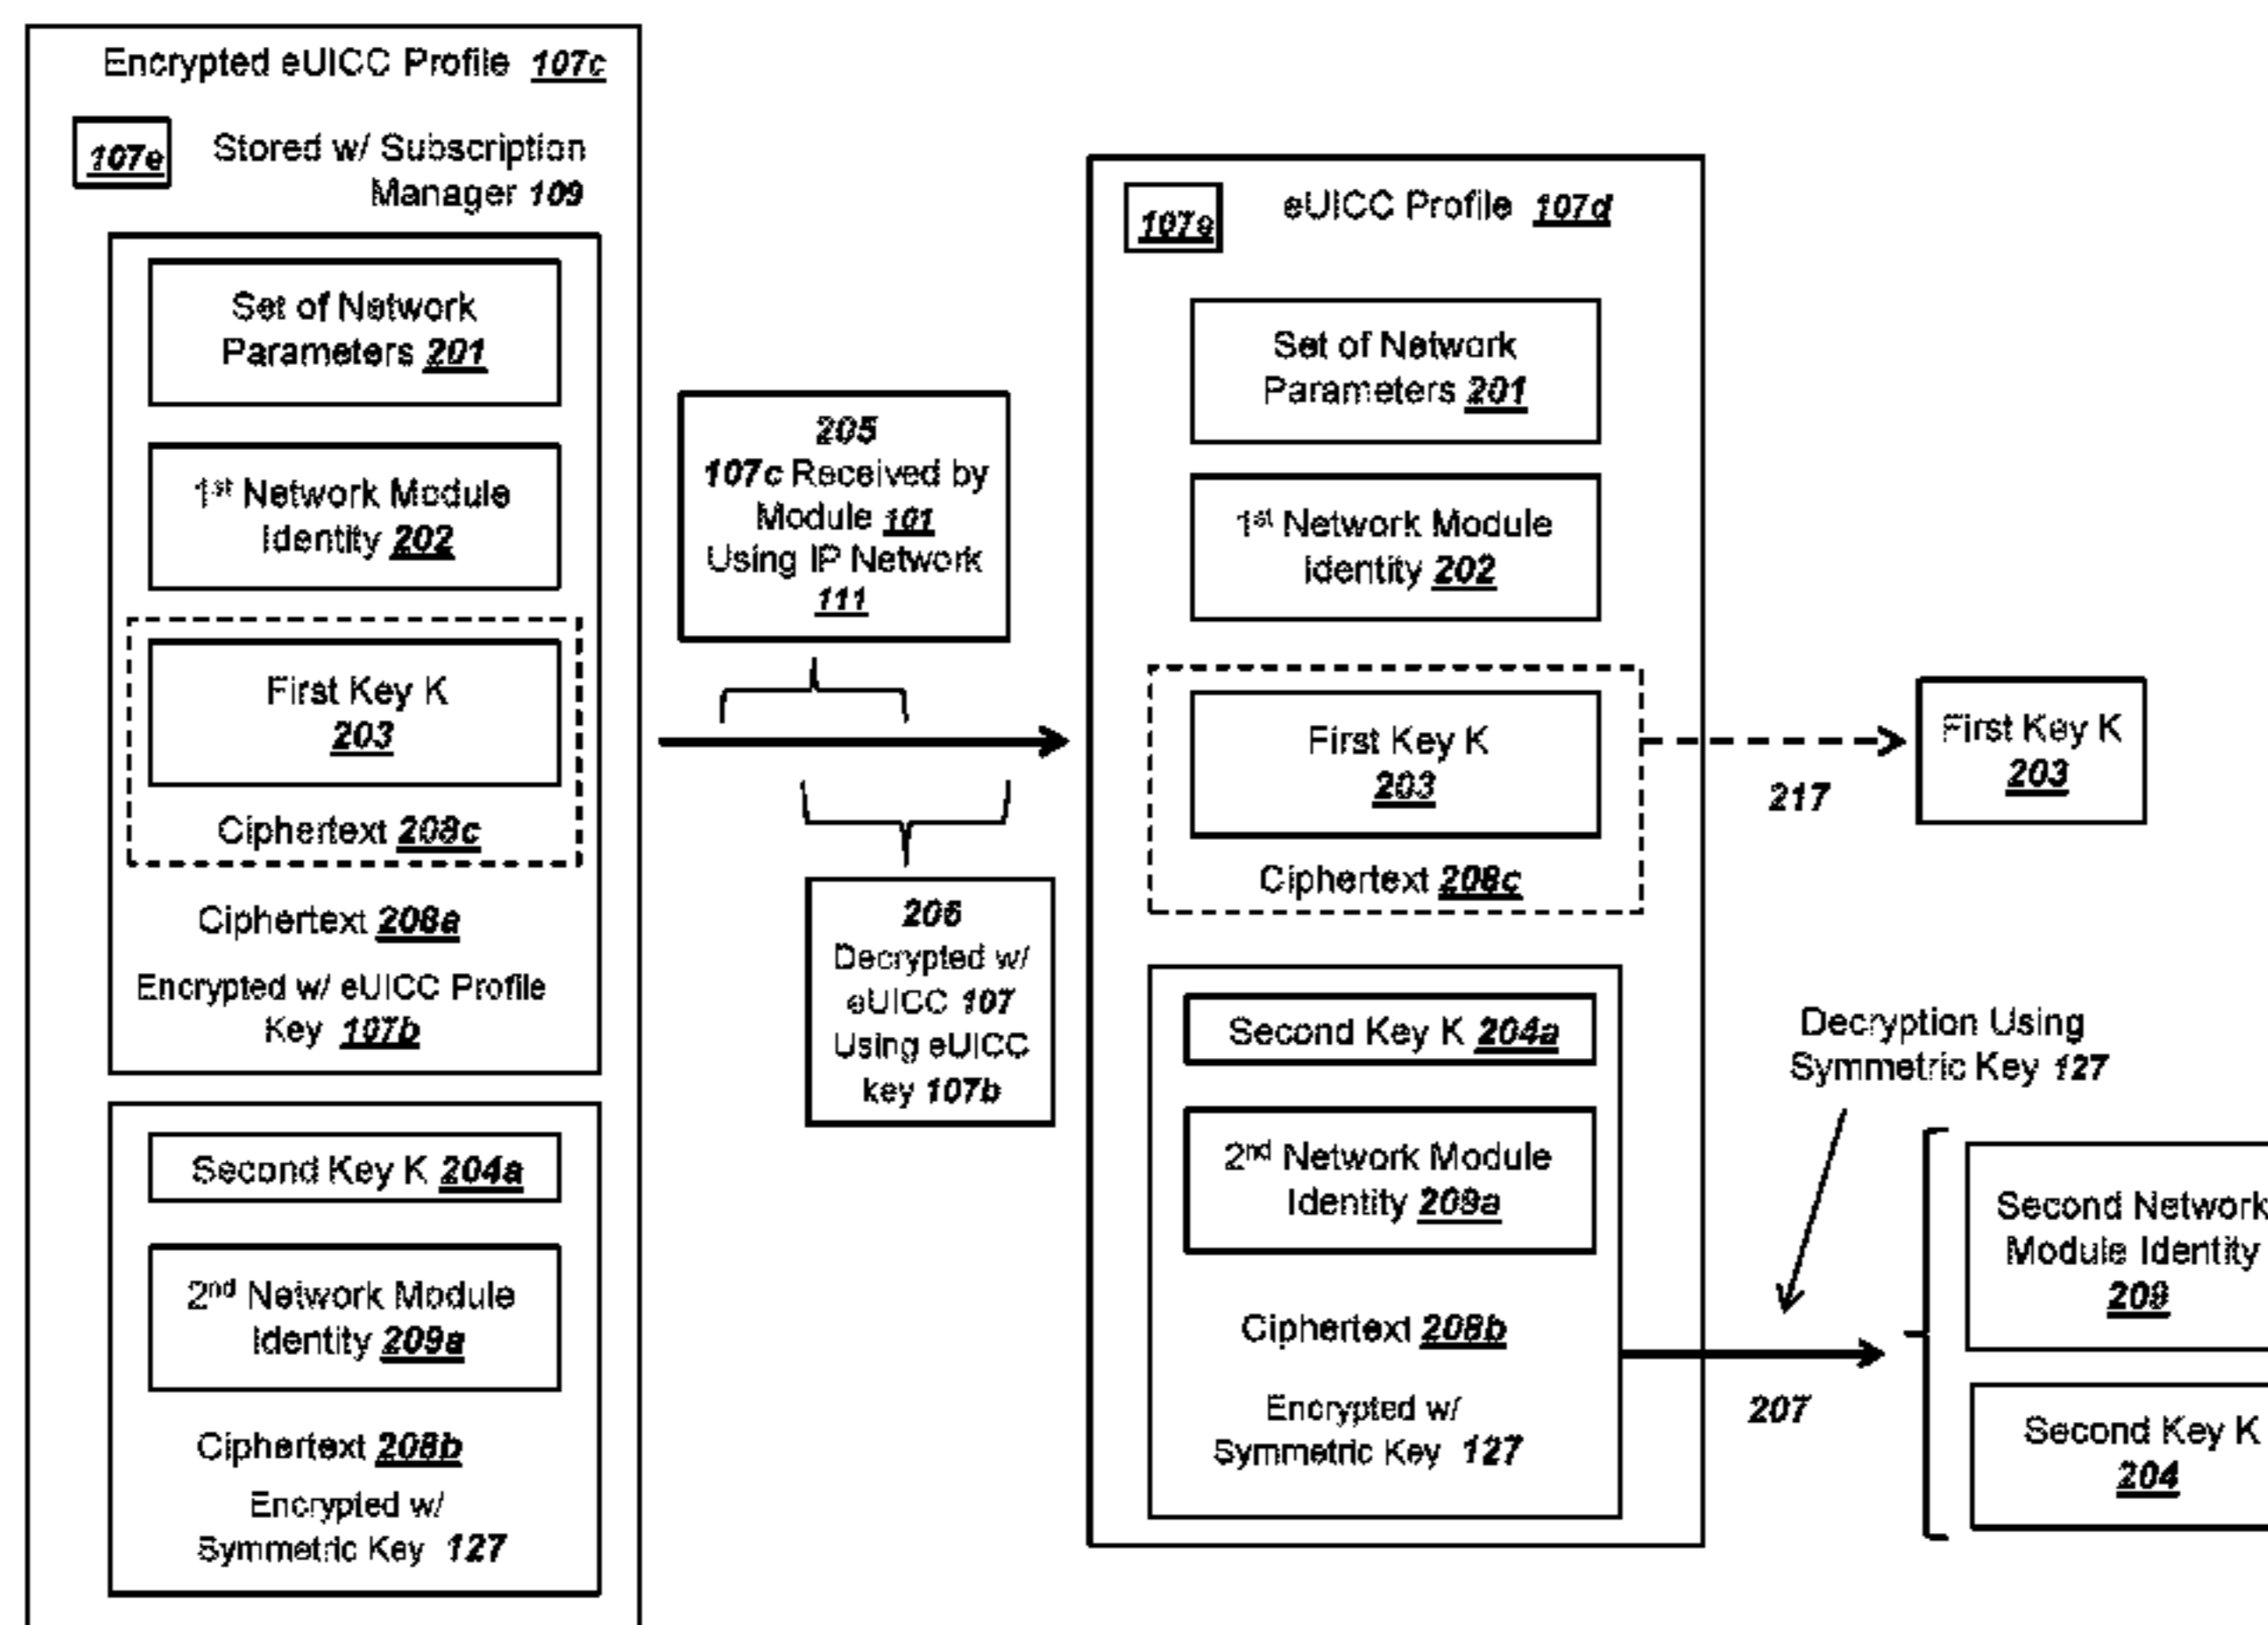 Encrypted eUICC Profile 107c
107e
Stored w/ Subscription
Manager 109
Set of Network
Parameters 201
1st Network Module
Identity 202
First Key K
203
Ciphertext 208c
Ciphertext 208a
Encrypted w/ eUICC Profile
Key 107b
Second Key K 204a
2nd Network Module
Identity 209a
Ciphertext 208b
Encrypted w/
Symmetric Key 127
205
107c Received by
Module 101
Using IP Network
111
206
Decrypted w/
eUICC 107
Using eUICC
key 107b
107e
eUICC Profile 107d
Set of Network
Parameters 201
1st Network Module
Identity 202
First Key K
203
Ciphertext 208c
Second Key K 204a
2nd Network Module
Identity 209a
Ciphertext 208b
Encrypted w/
Symmetric Key 127
217
First Key K
203
Decryption Using
Symmetric Key 127
207
Second Network
Module Identity
209
Second Key K
204